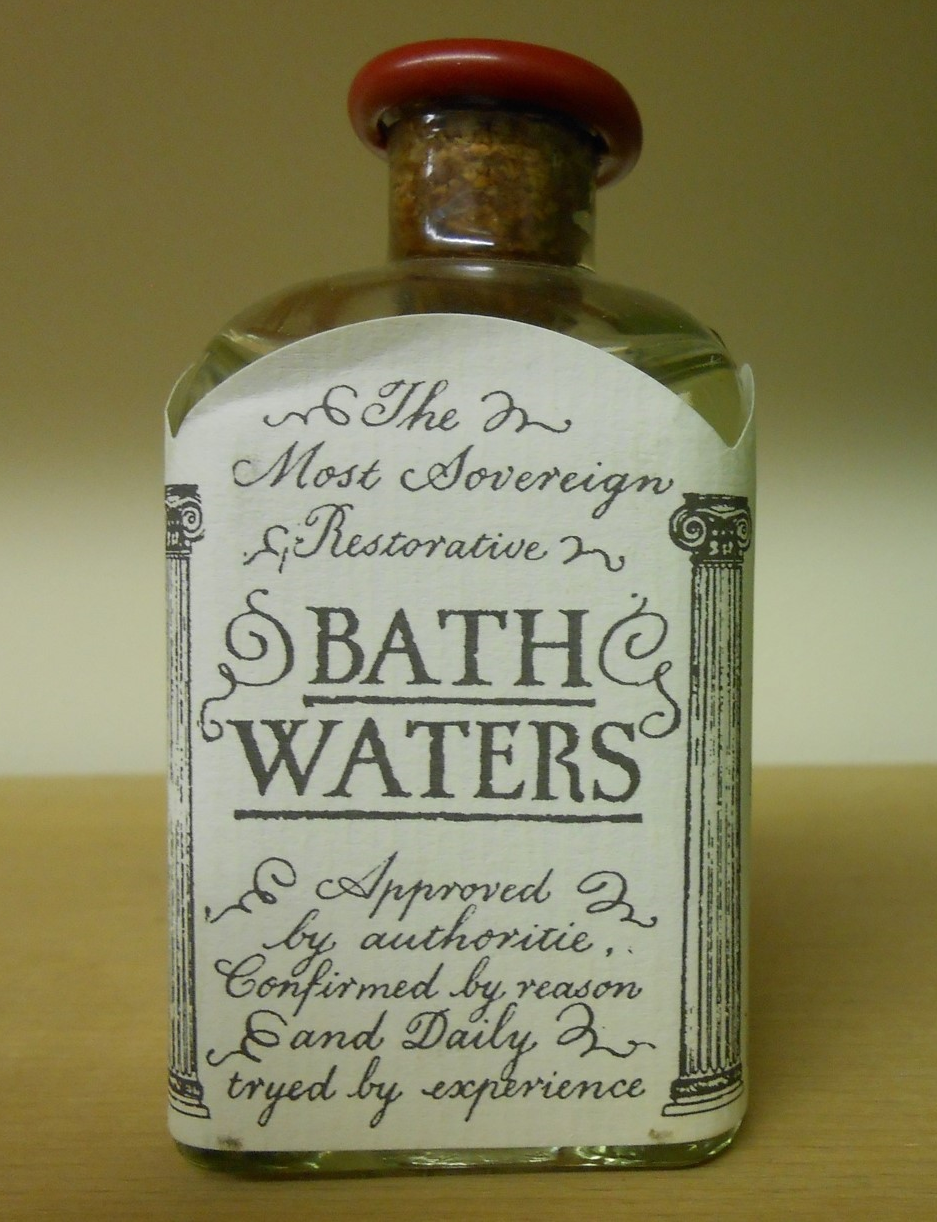 The
Most Sovereign
Restorative
BATH
WATERS
Approved
by authoritie,
Confirmed by reason
and Daily
tryed by experience